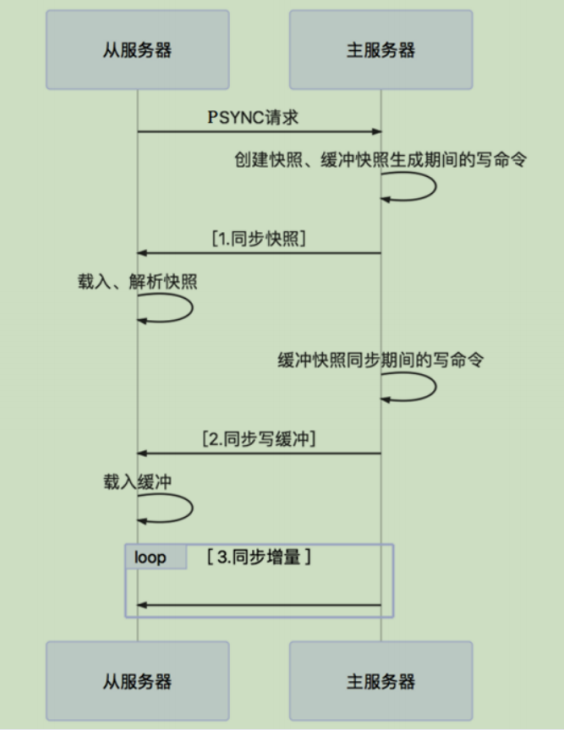 从服务器
主服务器
PSYNC请求
创建快照、缓冲快照生成期间的写命令
[1.同步快照]
载入、解析快照
缓冲快照同步期间的写命令
[2.同步写缓冲]
载入缓冲
loop
[ 3.同步增量 ]
从服务器
主服务器